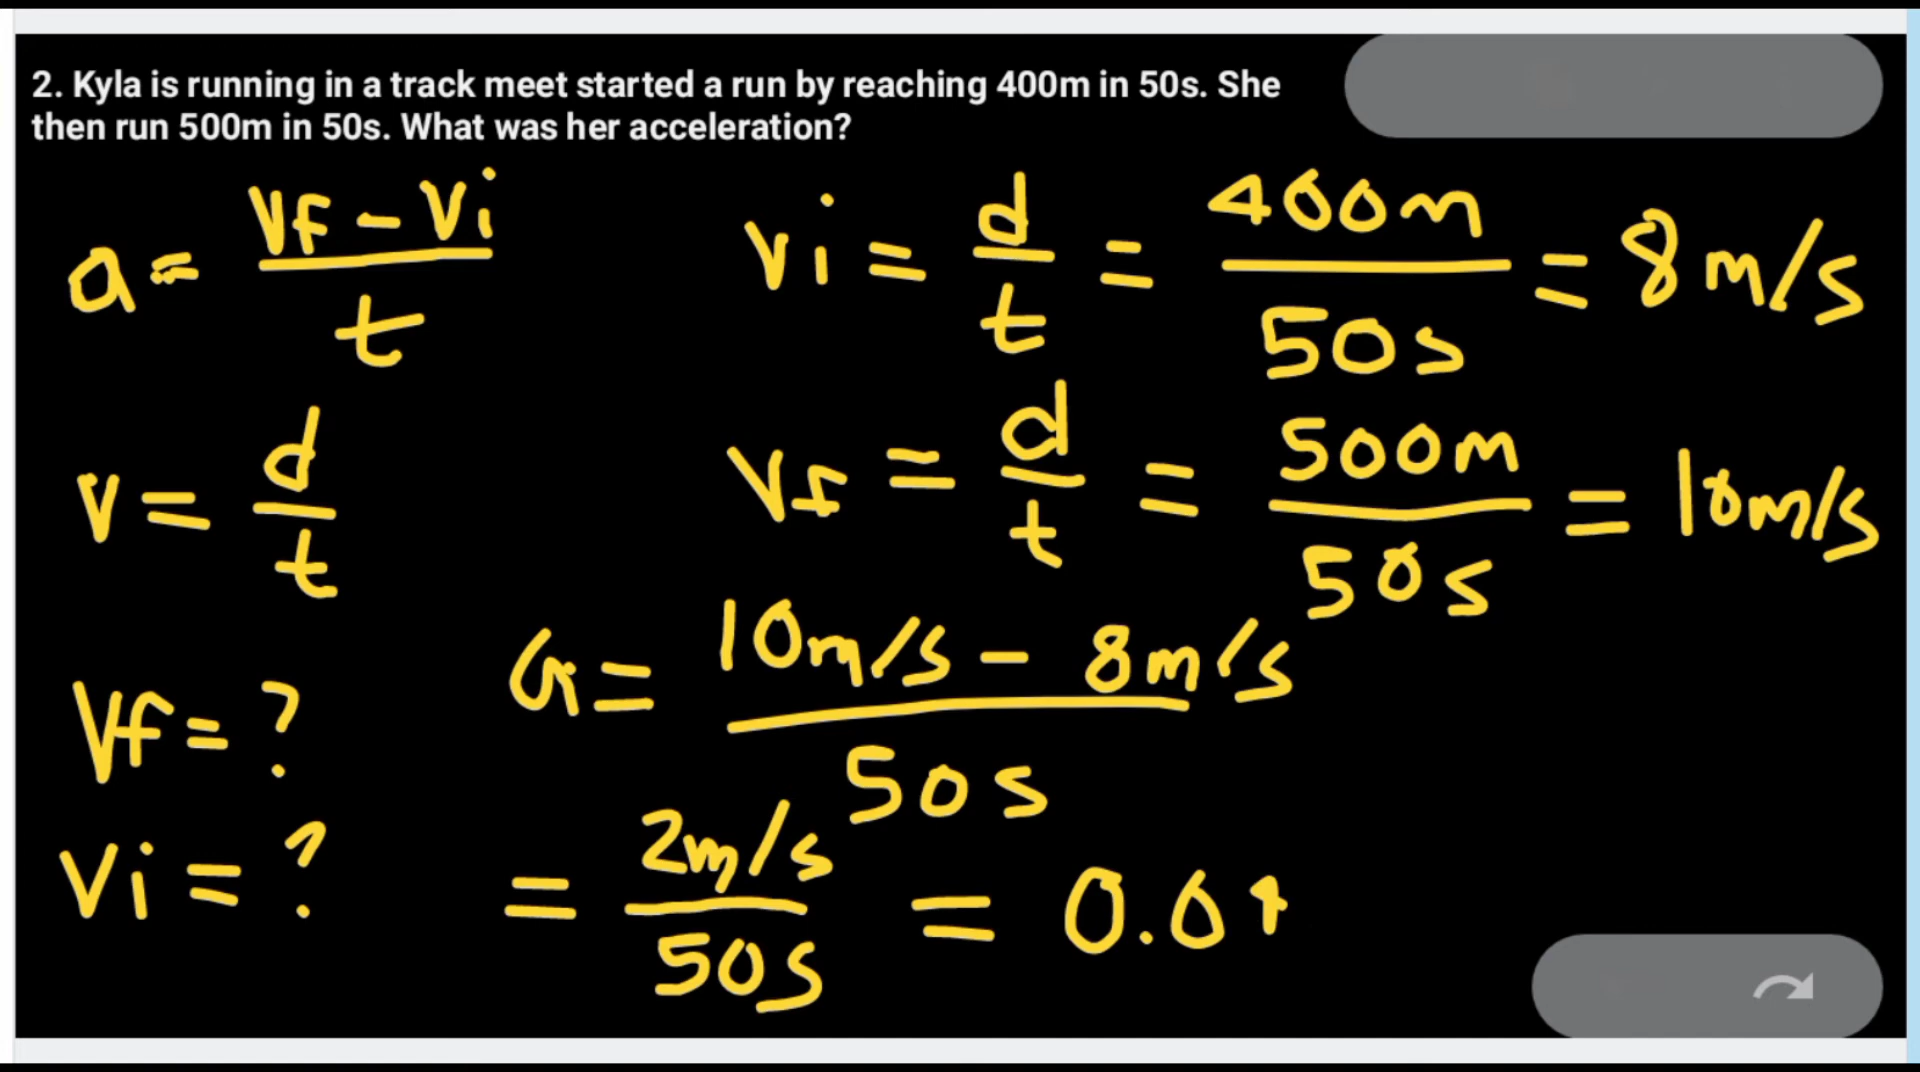 2. Kyla is running in a track meet started a run by reaching 400m in 50s. She
then run 500m in 50s. What was her acceleration?
a = Vf - Vi / t
Vi = d / t = 400m / 50s = 8m/s
v = d / t
Vf = d / t = 500m / 50s = 10m/s
Vf = ?
a = 10m/s - 8m/s / 50s
Vi = ?
= 2m/s / 50s = 0.04